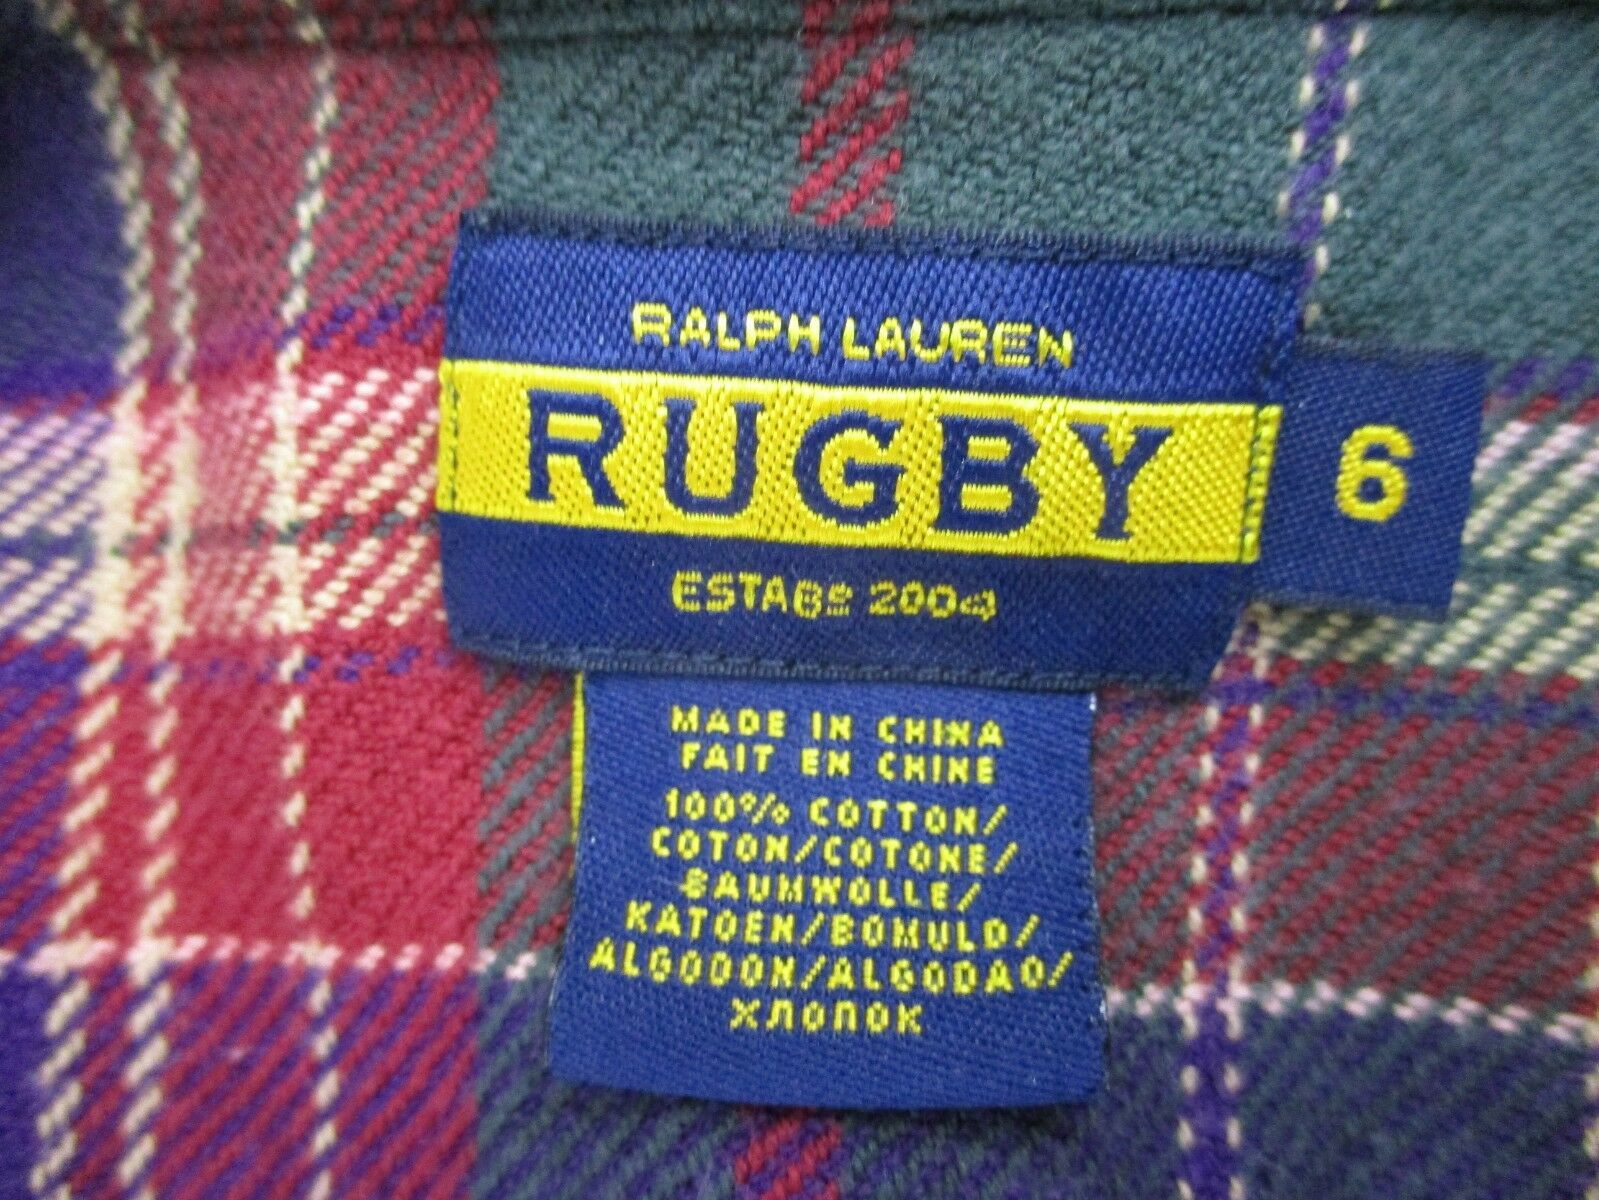 RALPH LAUREN
RUGBY
6
ESTABS 2004
MADE IN CHINA
FAIT EN CHINE
100% COTTON/
COTON/COTONE/
BAUMWOLLE/
KATOEN/BOMULD/
ALGODON/ALGODAO/
ХЛОПОК